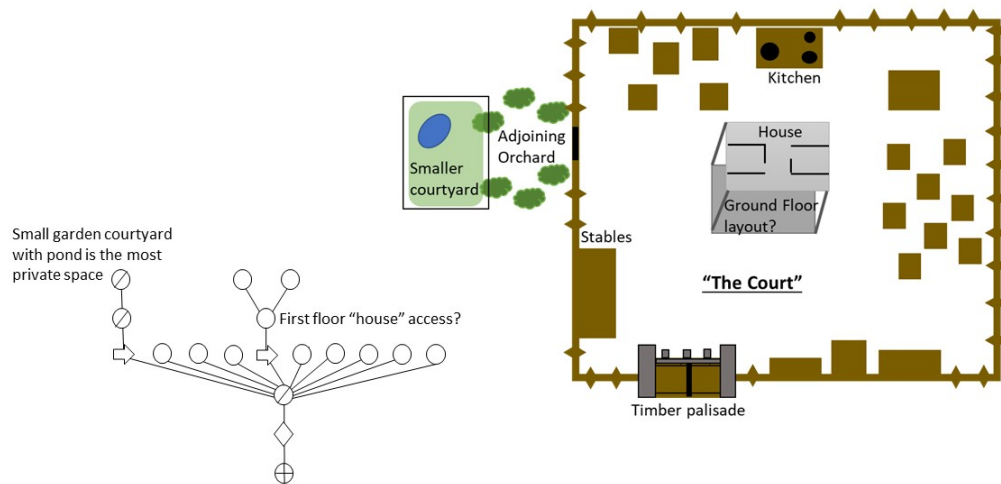 Kitchen
House
Adjoining
Orchard
Smaller
courtyard
Ground Floor
layout?
Stables
Small garden courtyard
with pond is the most
private space
"The Court"
First floor "house" access?
Timber palisade